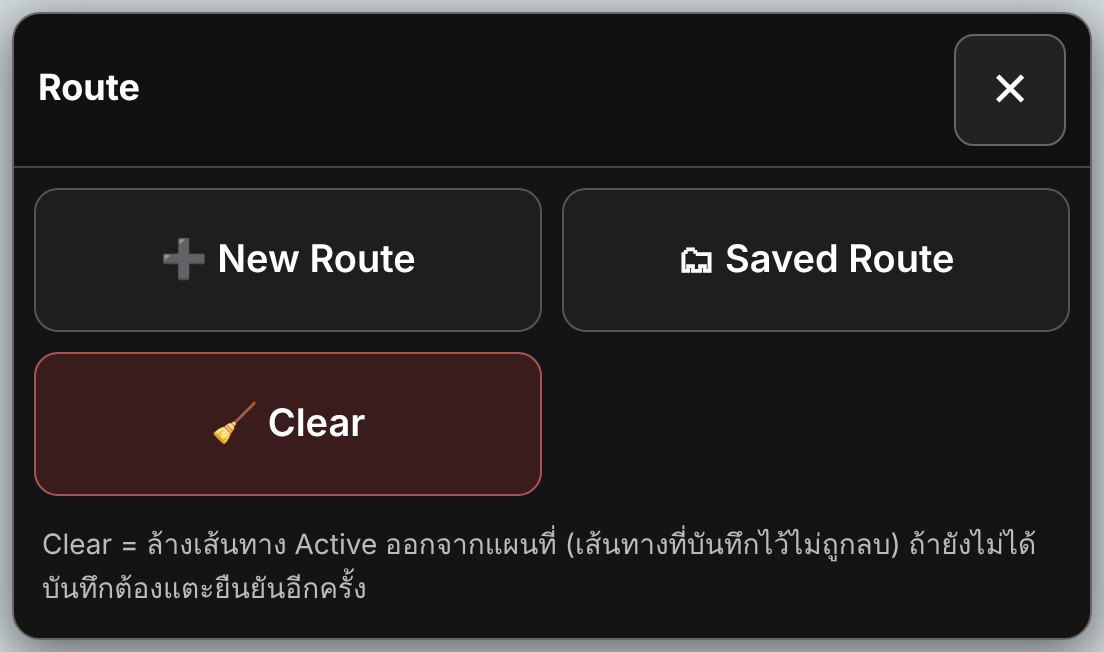 Route
✕
➕ New Route
🗂 Saved Route
🧹 Clear
Clear = ล้างเส้นทาง Active ออกจากแผนที่ (เส้นทางที่บันทึกไว้ไม่ถูกลบ) ถ้ายังไม่ได้
บันทึกต้องแตะยืนยันอีกครั้ง